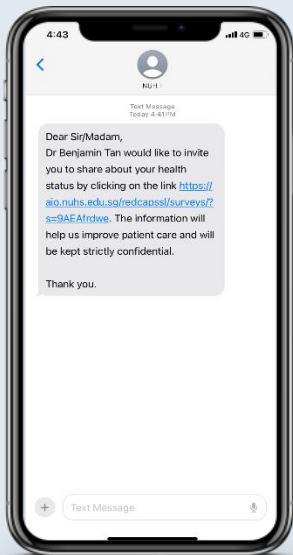 4:43
4G
NUH
Text Message
Today 4:41PM
Dear Sir/Madam,
Dr Benjamin Tan would like to invite
you to share about your health
status by clicking on the link https://
aio.nuhs.edu.sg/redcapssl/surveys/?
s=9AEAfrdwe. The information will
help us improve patient care and will
be kept strictly confidential.
Thank you.
Text Message